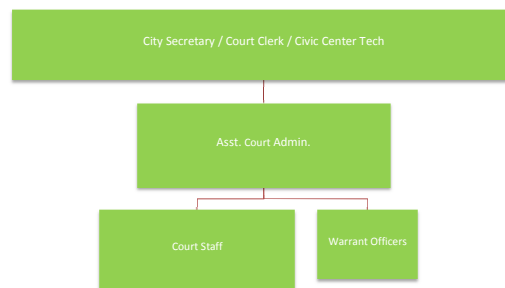 City Secretary / Court Clerk / Civic Center Tech
Asst. Court Admin.
Court Staff
Warrant Officers